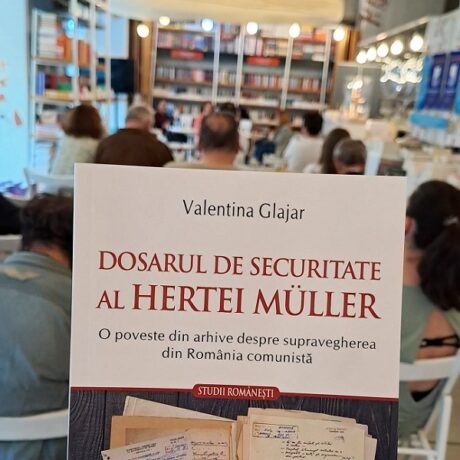 Valentina Glajar
DOSARUL DE SECURITATE
AL HERTEI MÜLLER
O poveste din arhive despre supravegherea
din România comunistă
STUDII ROMÂNEȘTI